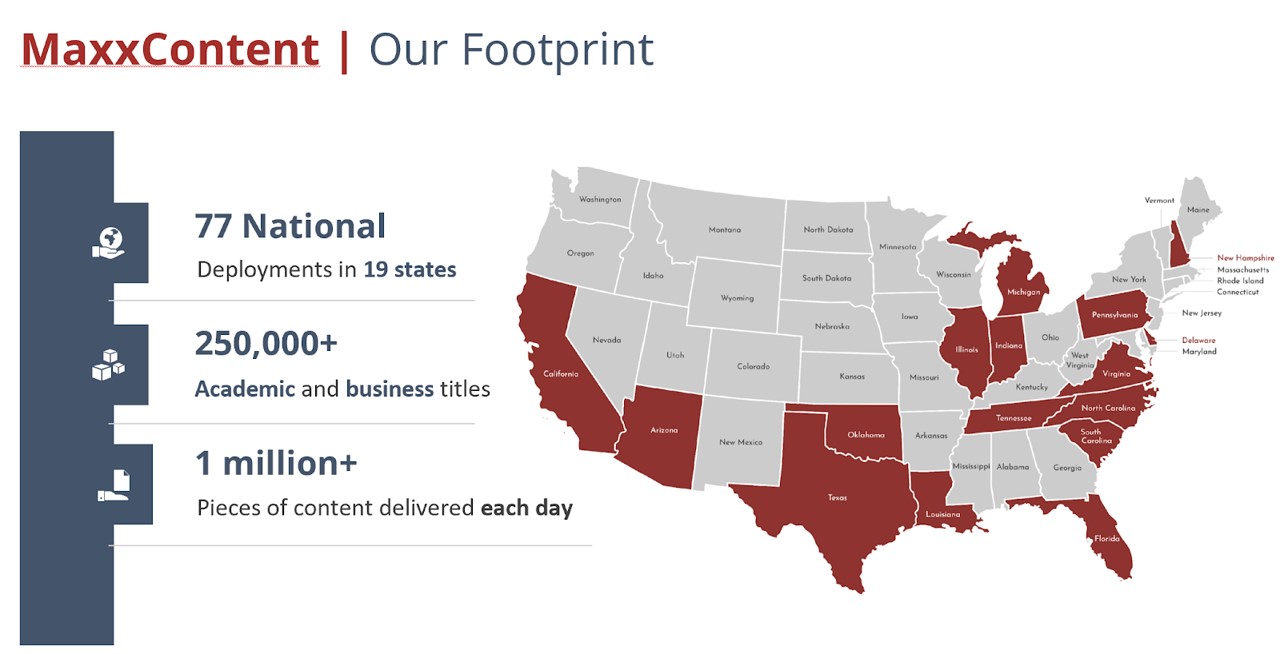 MaxxContent | Our Footprint
77 National
Deployments in 19 states
250,000+
Academic and business titles
1 million+
Pieces of content delivered each day
Washington
Oregon
Idaho
Montana
Wyoming
North Dakota
South Dakota
Minnesota
Wisconsin
Michigan
Vermont
Maine
New Hampshire
Massachusetts
Rhode Island
Connecticut
New York
New Jersey
Pennsylvania
Delaware
Maryland
California
Nevada
Utah
Colorado
Nebraska
Kansas
Iowa
Missouri
Illinois
Indiana
Ohio
West
Virginia
Virginia
Kentucky
Tennessee
North Carolina
South
Carolina
Arizona
New Mexico
Oklahoma
Texas
Arkansas
Louisiana
Mississippi
Alabama
Georgia
Florida